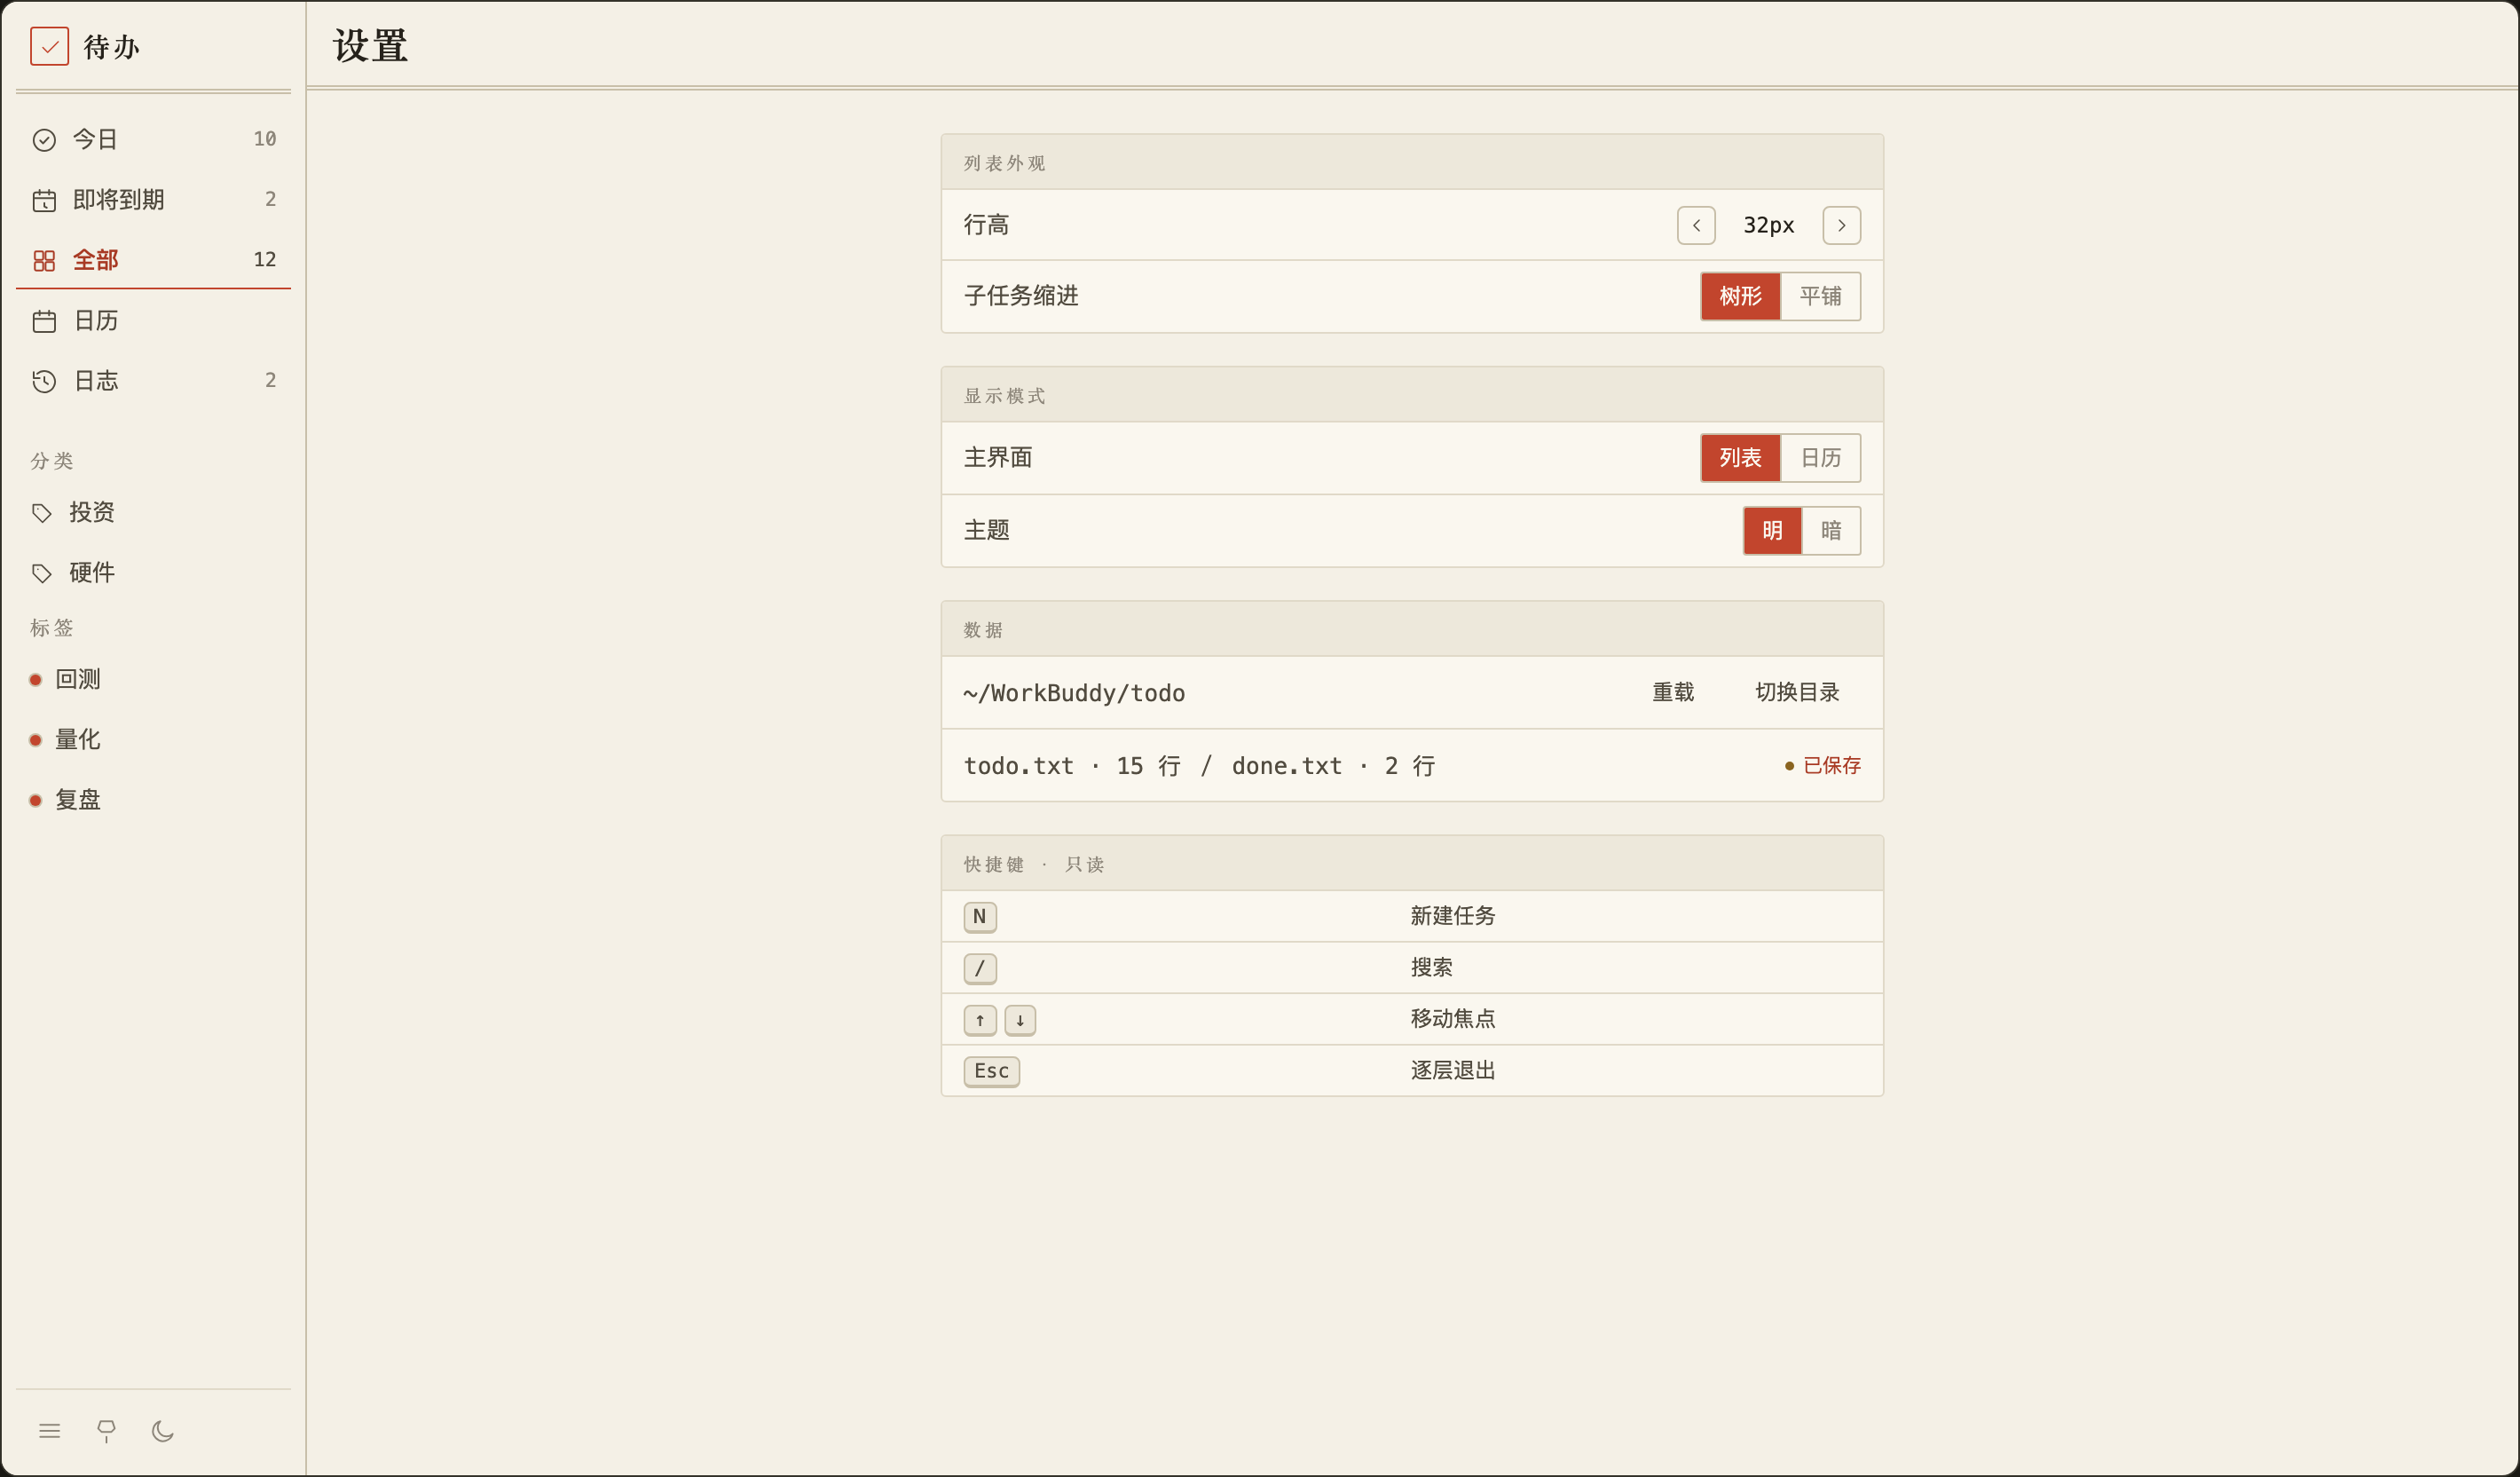 待办
今日 10
即将到期 2
全部 12
日历
日志 2
分类
投资
硬件
标签
回测
量化
复盘
设置
列表外观
行高 32px
子任务缩进 树形 平铺
显示模式
主界面 列表 日历
主题 明 暗
数据
~/WorkBuddy/todo 重载 切换目录
todo.txt · 15 行 / done.txt · 2 行 已保存
快捷键 · 只读
N 新建任务
/ 搜索
↑ ↓ 移动焦点
Esc 逐层退出